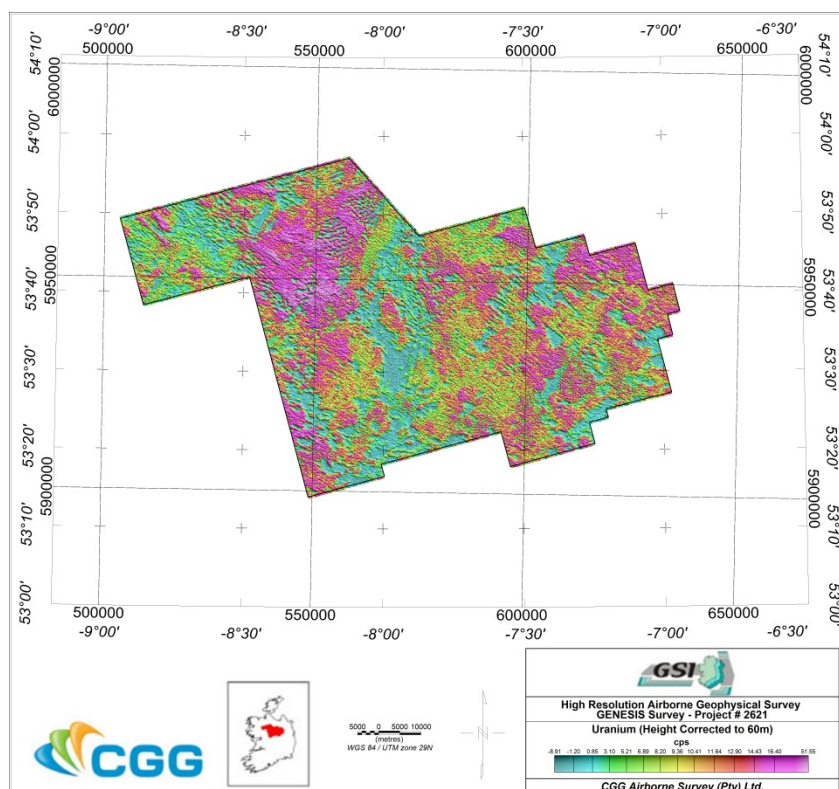 -9°00' -8°30' -8°00' -7°30' -7°00' -6°30'
500000 550000 600000 650000
54°10' 54°10'
6000000 6000000
54°00' 54°00'
53°50' 53°50'
5950000 5950000
53°40' 53°40'
53°30' 53°30'
53°20' 53°20'
5900000 5900000
53°10' 53°10'
53°00' 53°00'
500000 550000 600000 650000
-9°00' -8°30' -8°00' -7°30' -7°00' -6°30'
CGG
5000 0 5000 10000
(metres)
WGS 84 / UTM zone 29N
N
GSI
High Resolution Airborne Geophysical Survey
GENESIS Survey - Project # 2621
Uranium (Height Corrected to 60m)
cps
-8.91 -1.20 0.85 3.10 5.21 6.89 8.20 9.36 10.41 11.64 12.90 14.43 16.40 51.55
CGG Airborne Survey (Pty) Ltd.